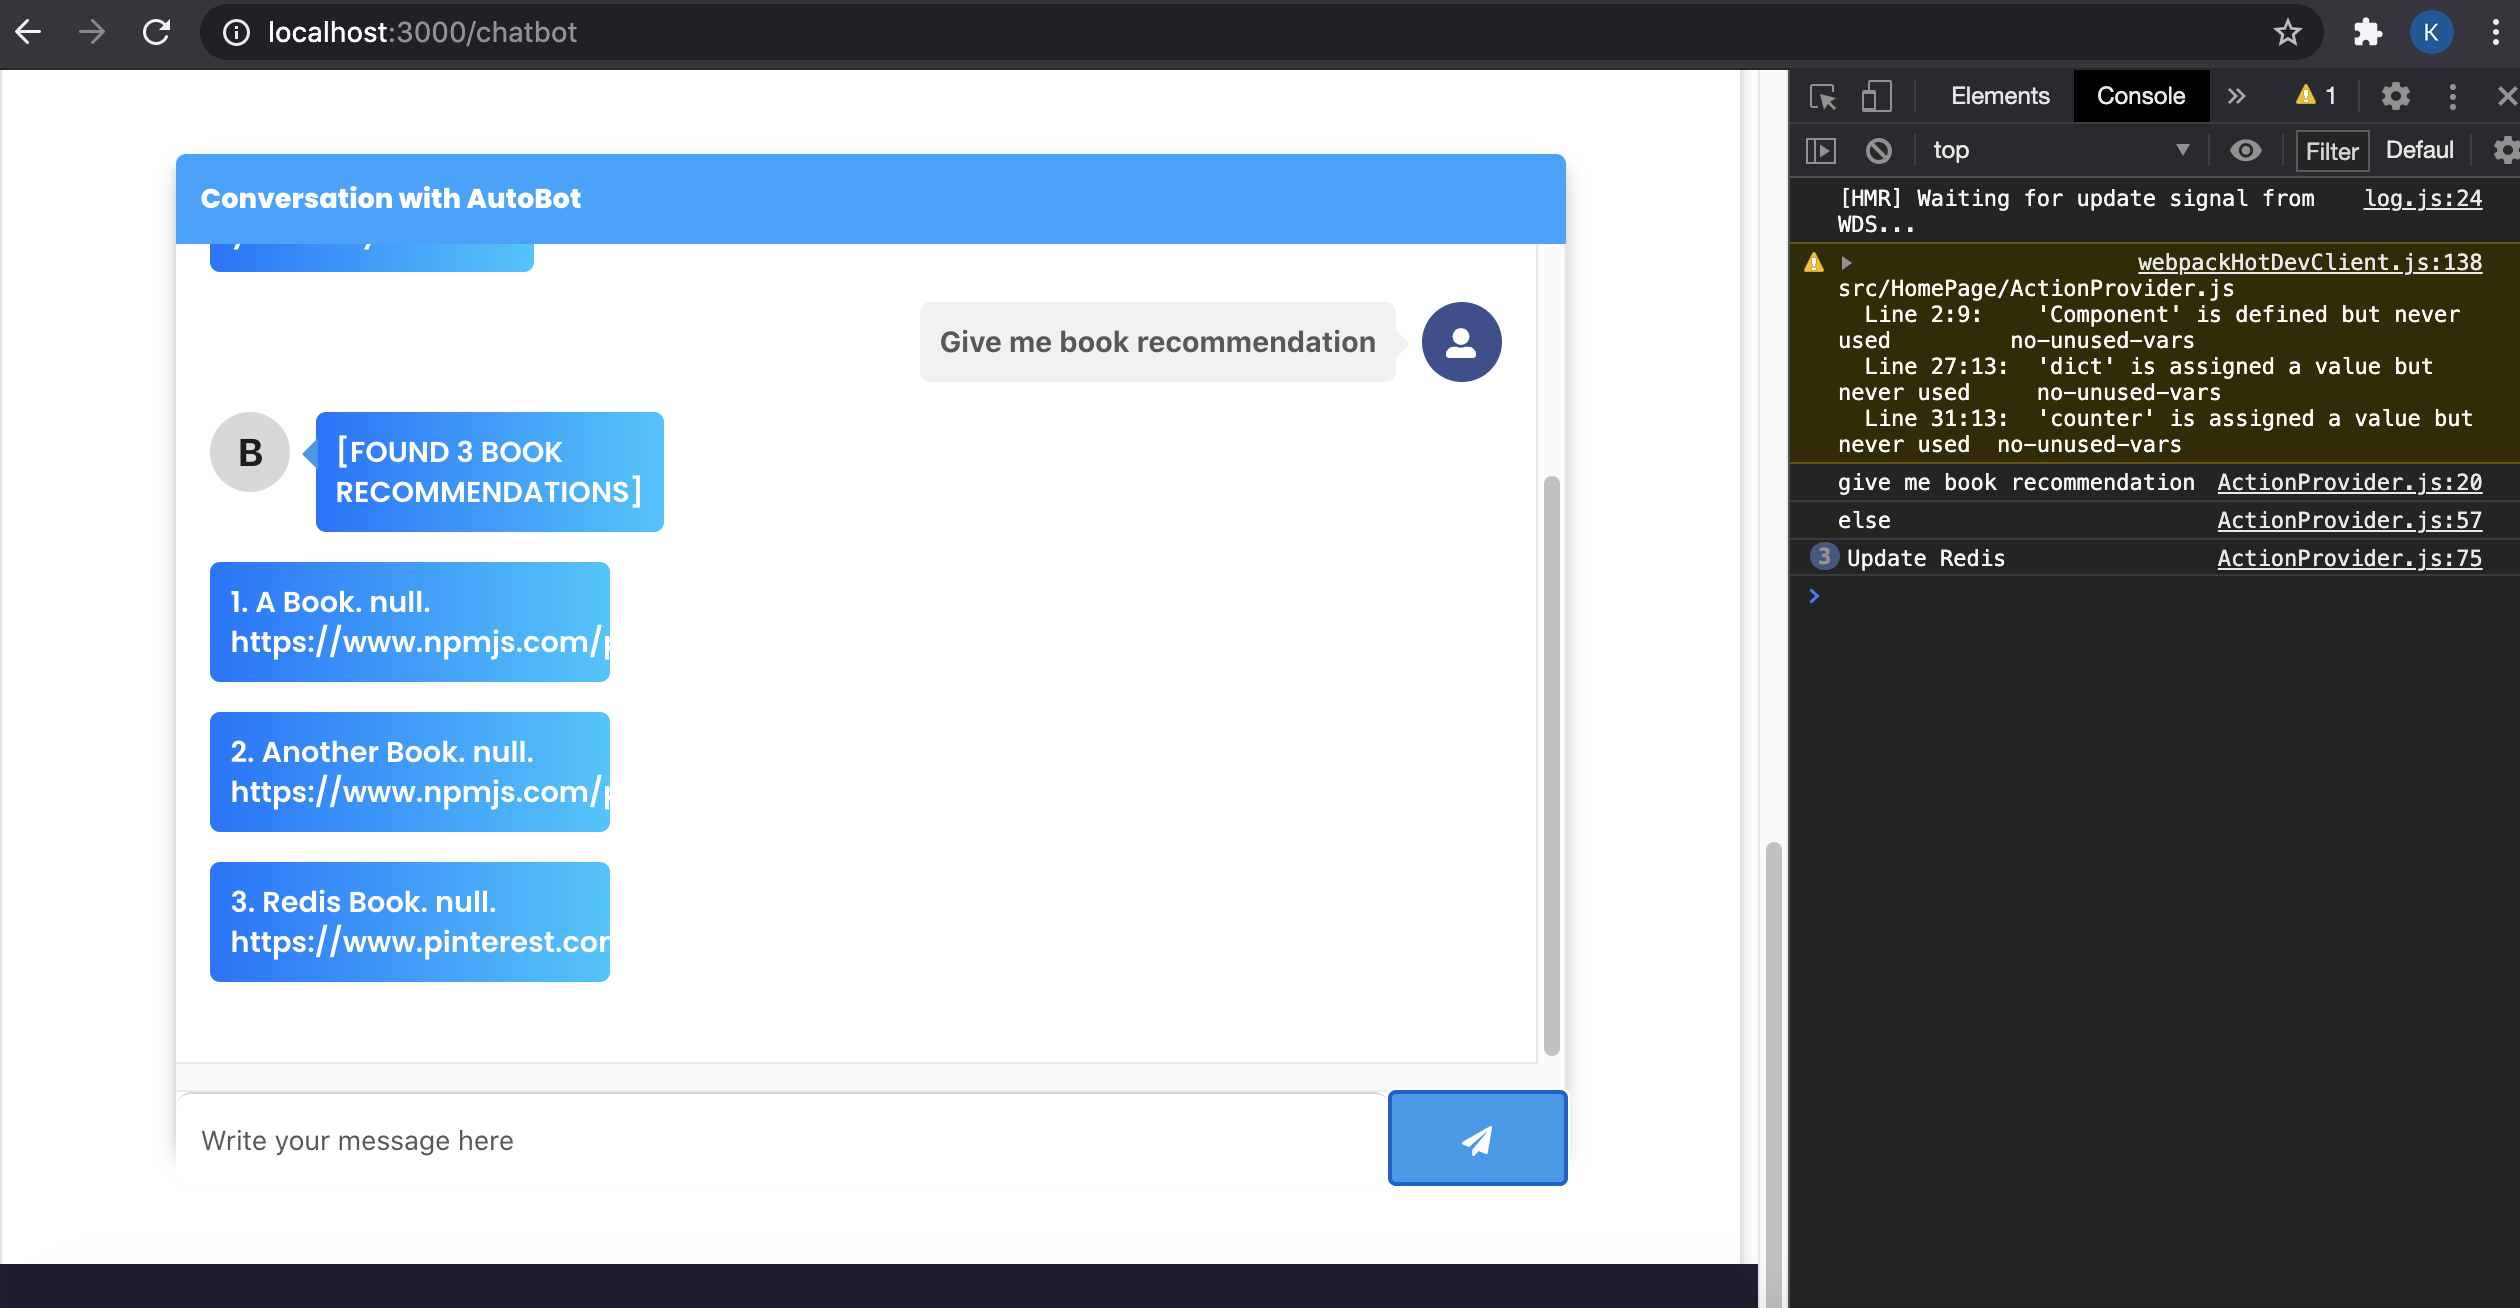 localhost:3000/chatbot
K
Conversation with AutoBot
Give me book recommendation
B
[FOUND 3 BOOK
RECOMMENDATIONS]
1. A Book. null.
https://www.npmjs.com/
2. Another Book. null.
https://www.npmjs.com/
3. Redis Book. null.
https://www.pinterest.com
Write your message here
Elements
Console
1
top
Filter
Defaul
[HMR] Waiting for update signal from log.js:24
WDS...
webpackHotDevClient.js:138
src/HomePage/ActionProvider.js
Line 2:9: 'Component' is defined but never
used no-unused-vars
Line 27:13: 'dict' is assigned a value but
never used no-unused-vars
Line 31:13: 'counter' is assigned a value but
never used no-unused-vars
give me book recommendation ActionProvider.js:20
else ActionProvider.js:57
3 Update Redis ActionProvider.js:75